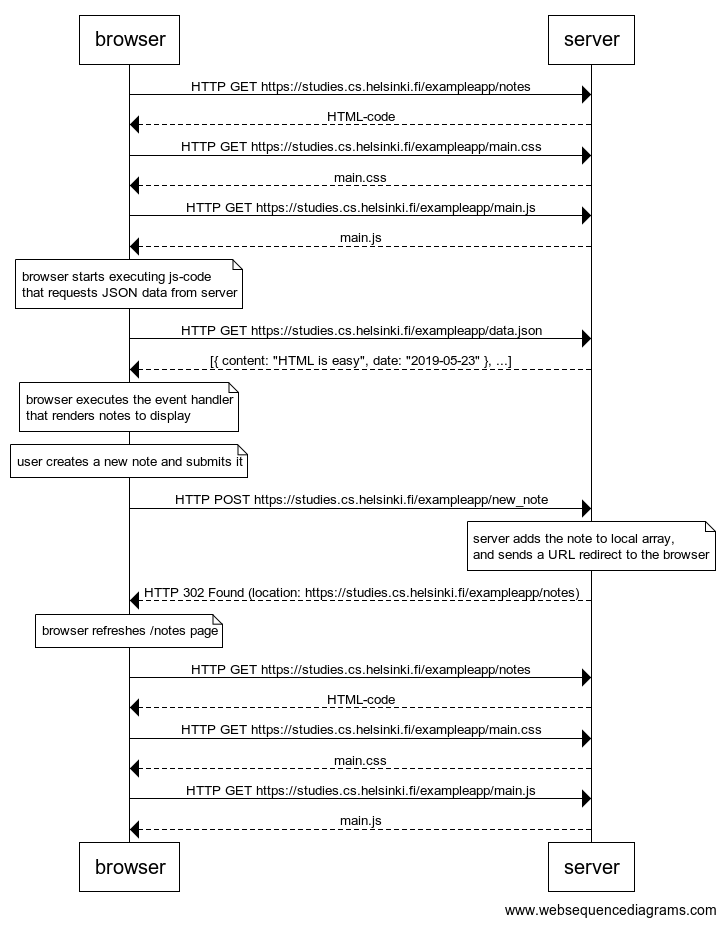 browser
server
HTTP GET https://studies.cs.helsinki.fi/exampleapp/notes
HTML-code
HTTP GET https://studies.cs.helsinki.fi/exampleapp/main.css
main.css
HTTP GET https://studies.cs.helsinki.fi/exampleapp/main.js
main.js
browser starts executing js-code
that requests JSON data from server
HTTP GET https://studies.cs.helsinki.fi/exampleapp/data.json
[{ content: "HTML is easy", date: "2019-05-23" }, ...]
browser executes the event handler
that renders notes to display
user creates a new note and submits it
HTTP POST https://studies.cs.helsinki.fi/exampleapp/new_note
server adds the note to local array,
and sends a URL redirect to the browser
HTTP 302 Found (location: https://studies.cs.helsinki.fi/exampleapp/notes)
browser refreshes /notes page
HTTP GET https://studies.cs.helsinki.fi/exampleapp/notes
HTML-code
HTTP GET https://studies.cs.helsinki.fi/exampleapp/main.css
main.css
HTTP GET https://studies.cs.helsinki.fi/exampleapp/main.js
main.js
browser
server
www.websequencediagrams.com